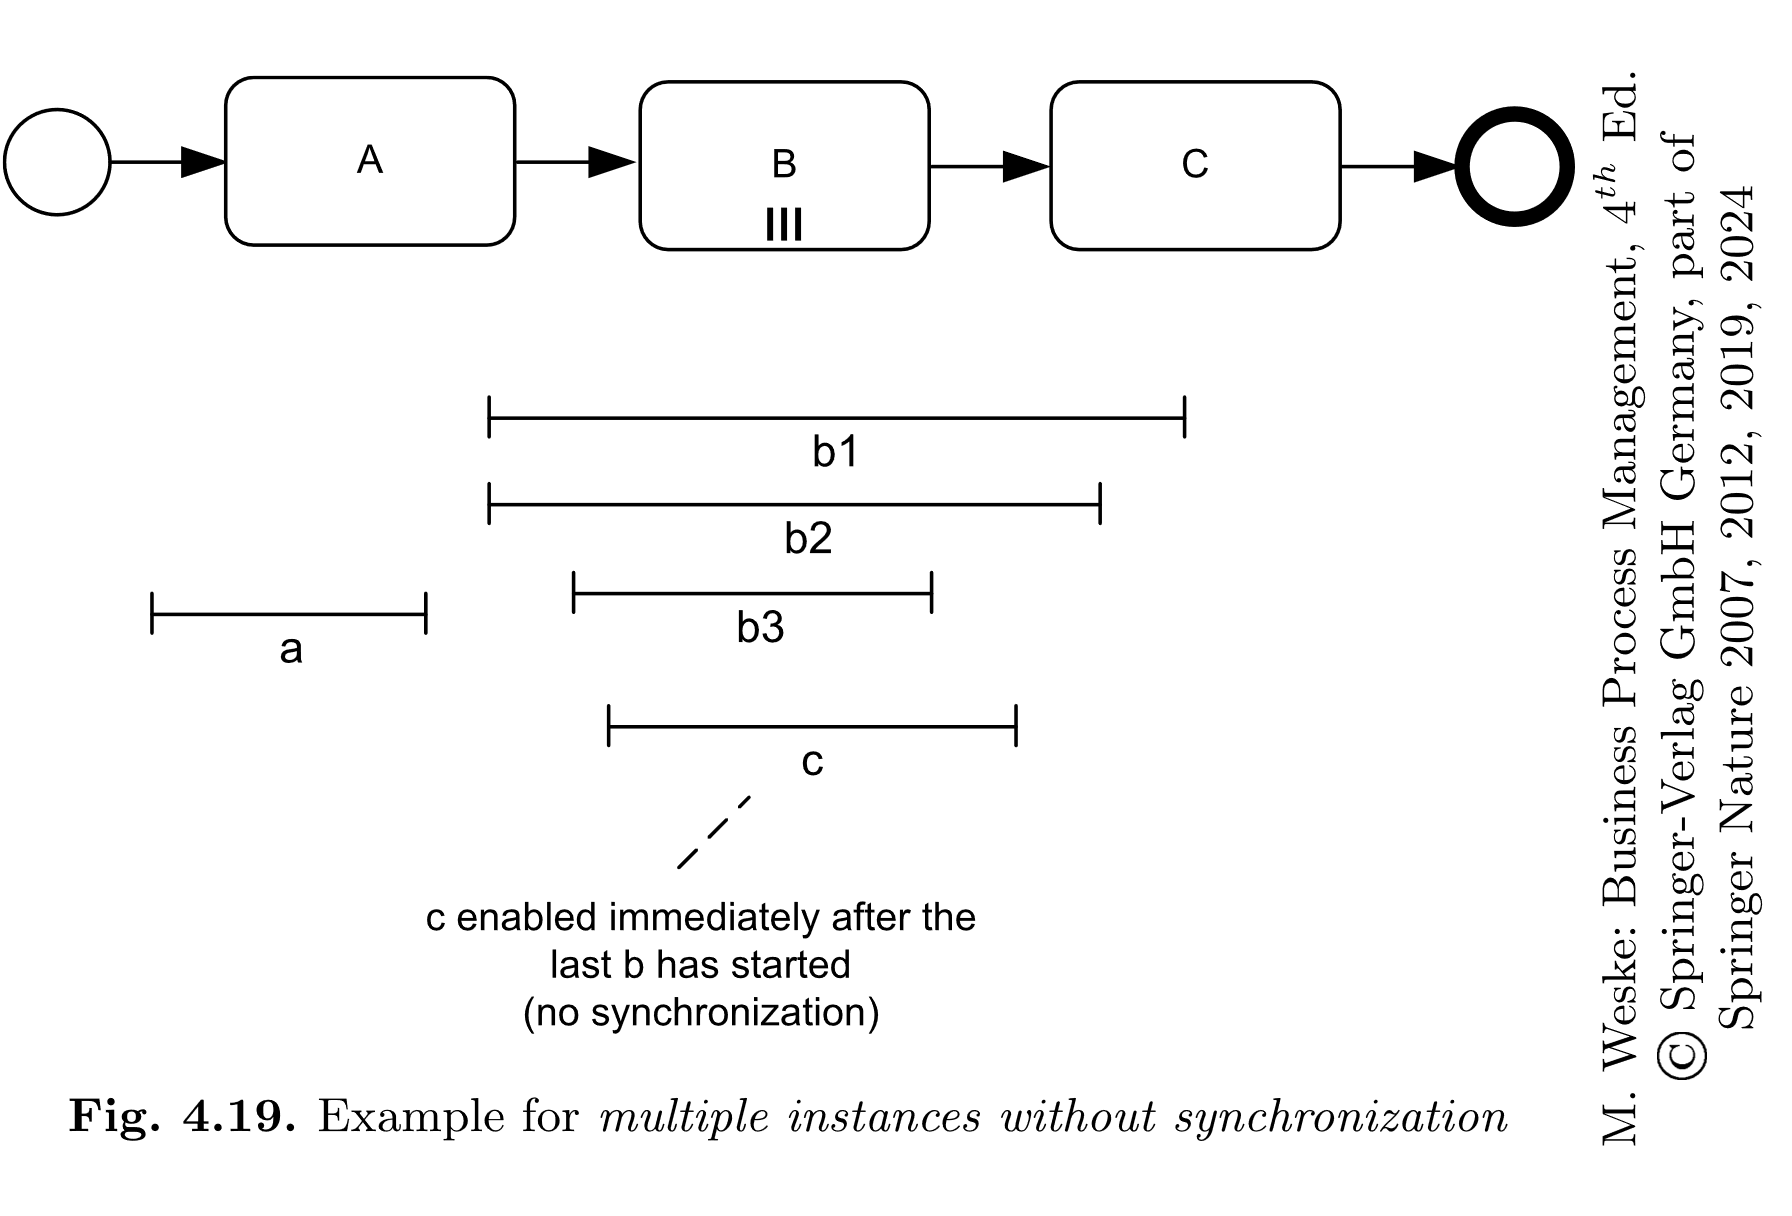 A
B
C
b1
b2
b3
a
c
c enabled immediately after the
last b has started
(no synchronization)
Fig. 4.19. Example for multiple instances without synchronization
M. Weske: Business Process Management, 4th Ed.
© Springer-Verlag GmbH Germany, part of
Springer Nature 2007, 2012, 2019, 2024